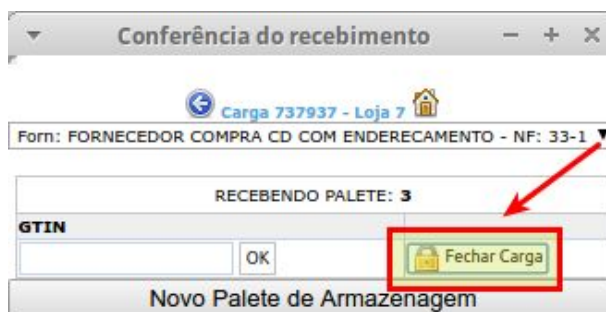 Conferência do recebimento
Carga 737937 - Loja 7
Forn: FORNECEDOR COMPRA CD COM ENDERECAMENTO - NF: 33-1
RECEBENDO PALETE: 3
GTIN
OK
Fechar Carga
Novo Palete de Armazenagem